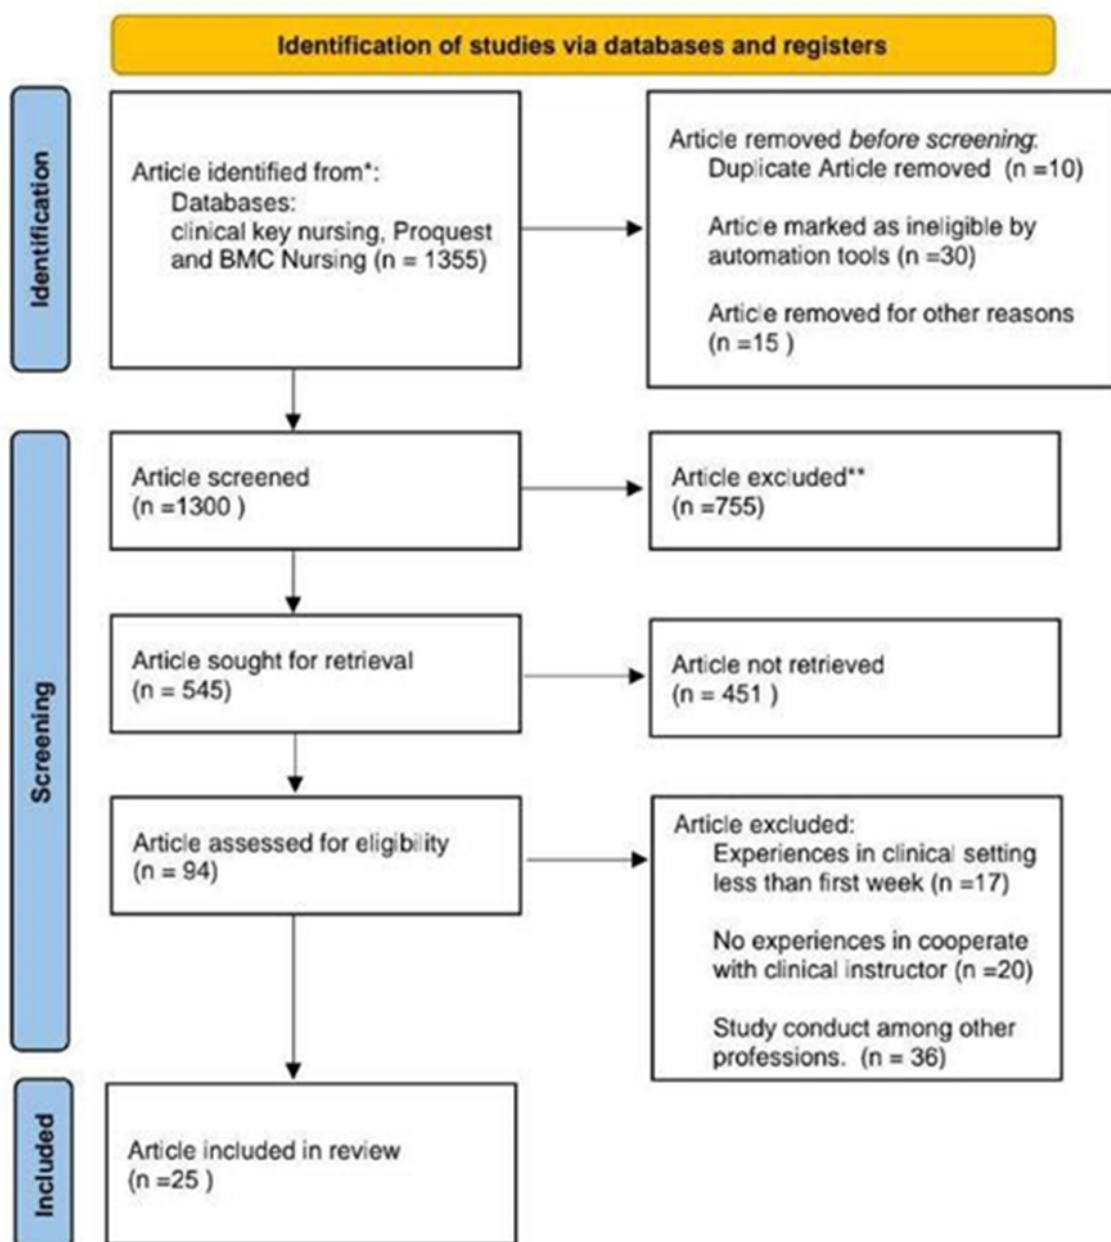 Identification of studies via databases and registers
Identification
Article identified from*:
Databases:
clinical key nursing, Proquest
and BMC Nursing (n = 1355)
Article removed before screening:
Duplicate Article removed (n =10)
Article marked as ineligible by
automation tools (n =30)
Article removed for other reasons
(n =15 )
Screening
Article screened
(n =1300 )
Article excluded**
(n =755)
Article sought for retrieval
(n = 545)
Article not retrieved
(n = 451 )
Article assessed for eligibility
(n = 94)
Article excluded:
Experiences in clinical setting
less than first week (n =17)
No experiences in cooperate
with clinical instructor (n =20)
Study conduct among other
professions. (n = 36)
Included
Article included in review
(n =25 )